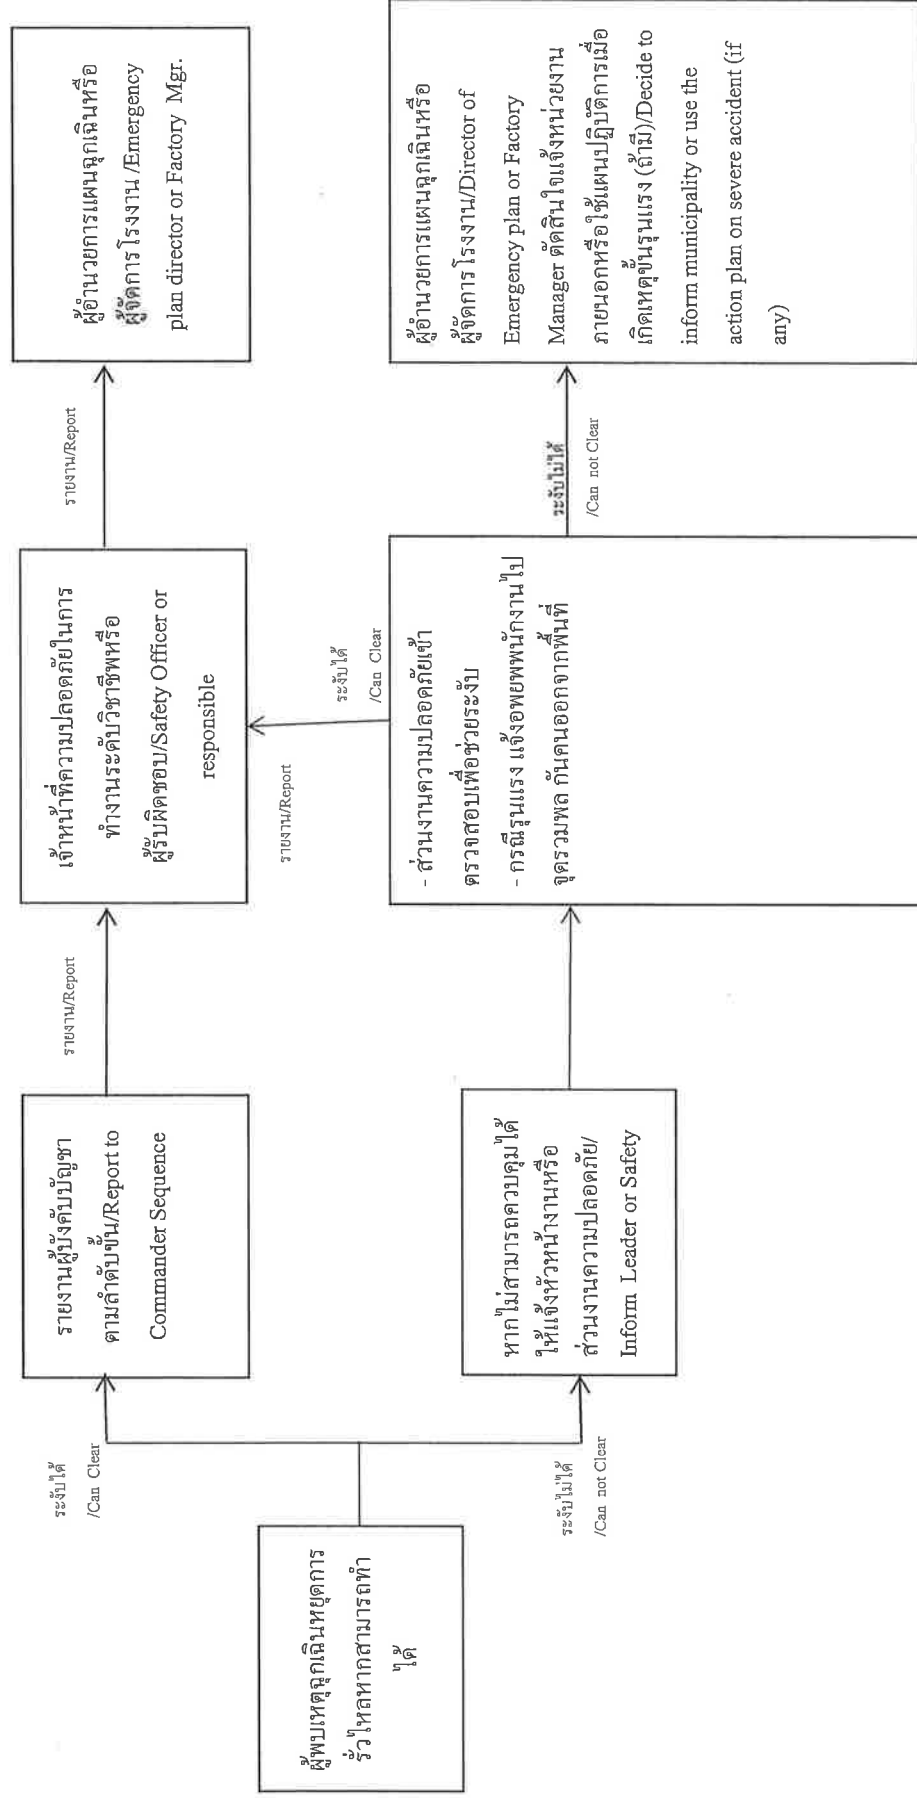 ผู้พบเหตุฉุกเฉินหยุดการ
รั่วไหลหากสามารถทำ
ได้
ระงับได้
/Can Clear
รายงานผู้บังคับบัญชา
ตามลำดับขั้น/Report to
Commander Sequence
รายงาน/Report
เจ้าหน้าที่ความปลอดภัยในการ
ทำงานระดับวิชาชีพหรือ
ผู้รับผิดชอบ/Safety Officer or
responsible
รายงาน/Report
ผู้อำนวยการแผนฉุกเฉินหรือ
ผู้จัดการโรงงาน /Emergency
plan director or Factory Mgr.
ระงับไม่ได้
/Can not Clear
หากไม่สามารถควบคุมได้
ให้แจ้งหัวหน้างานหรือ
ส่วนงานความปลอดภัย/
Inform Leader or Safety
- ส่วนงานความปลอดภัยเข้า
ตรวจสอบเพื่อช่วยระงับ
- กรณีรุนแรง แจ้งอพยพพนักงานไป
จุดรวมพล กันคนออกจากพื้นที่
รายงาน/Report
ระงับได้
/Can Clear
ระงับไม่ได้
/Can not Clear
ผู้อำนวยการแผนฉุกเฉินหรือ
ผู้จัดการโรงงาน/Director of
Emergency plan or Factory
Manager ตัดสินใจแจ้งหน่วยงาน
ภายนอกหรือใช้แผนปฏิบัติการเมื่อ
เกิดเหตุขั้นรุนแรง (ถ้ามี)/Decide to
inform municipality or use the
action plan on severe accident (if
any)